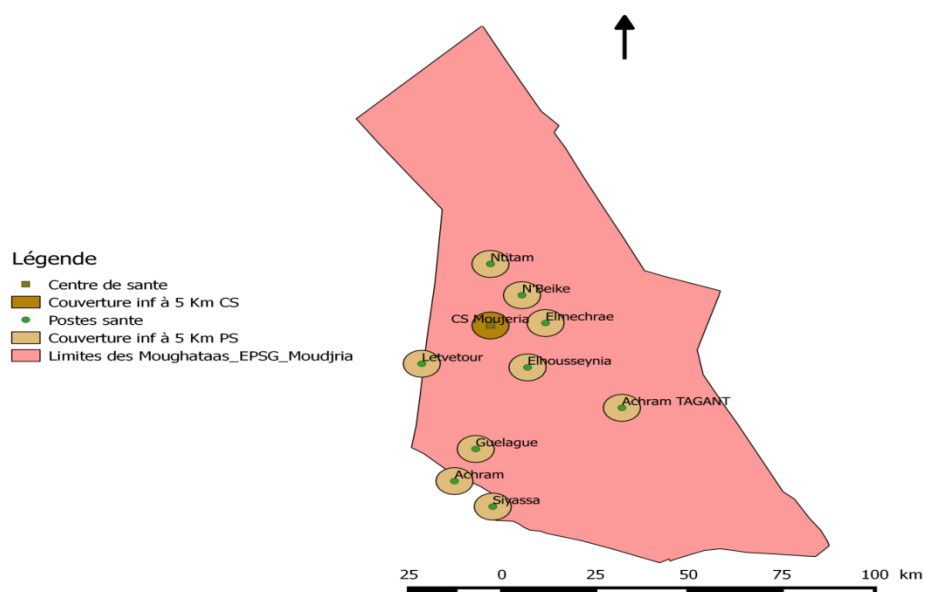 Légende
Centre de sante
Couverture inf à 5 Km CS
Postes sante
Couverture inf à 5 Km PS
Limites des Moughataas_EPSG_Moudjria
Ntitam
N'Beike
CS Moujeria
Elmechrae
Letvetour
Elhousseynia
Achram TAGANT
Guelague
Achram
Siyassa
25 0 25 50 75 100 km